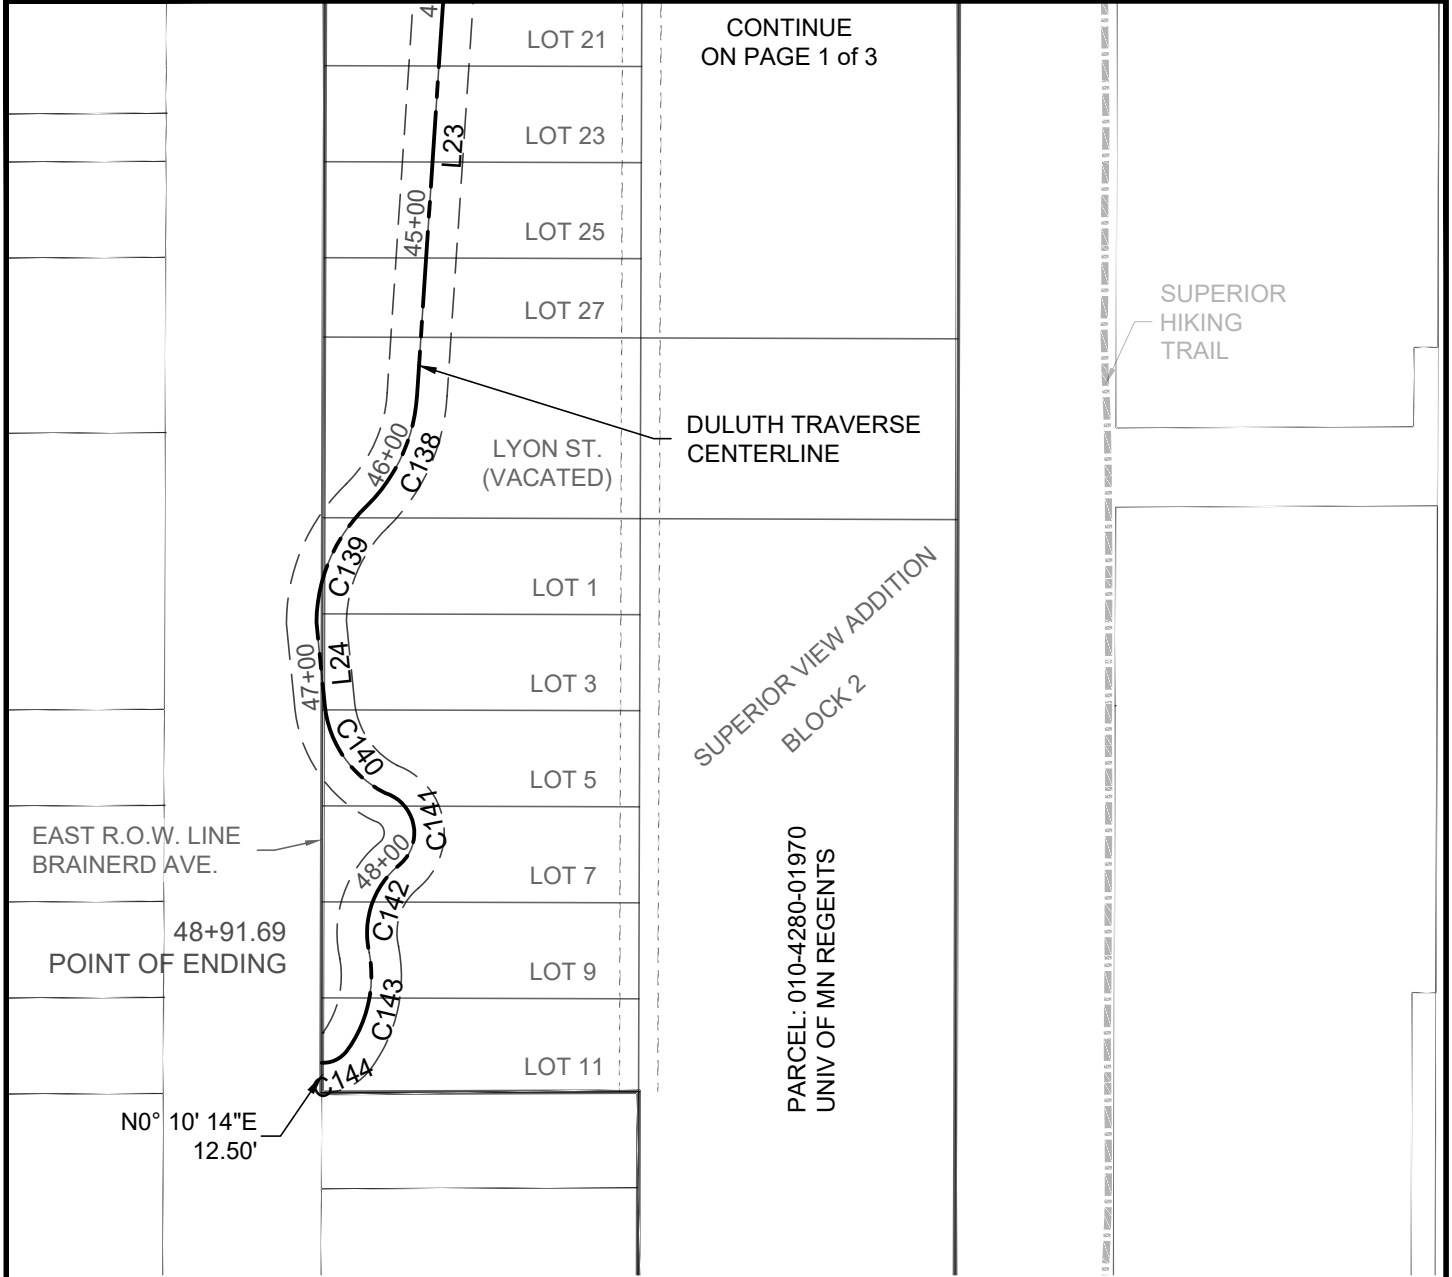 CONTINUE
ON PAGE 1 of 3
LOT 21
4
L23
LOT 23
45+00
LOT 25
LOT 27
SUPERIOR
HIKING
TRAIL
DULUTH TRAVERSE
CENTERLINE
46+00
C138
LYON ST.
(VACATED)
C139
LOT 1
SUPERIOR VIEW ADDITION
BLOCK 2
47+00
L24
LOT 3
C140
LOT 5
C141
EAST R.O.W. LINE
BRAINERD AVE.
48+00
LOT 7
C142
48+91.69
POINT OF ENDING
LOT 9
C143
PARCEL: 010-4280-01970
UNIV OF MN REGENTS
LOT 11
C144
N0° 10' 14"E
12.50'